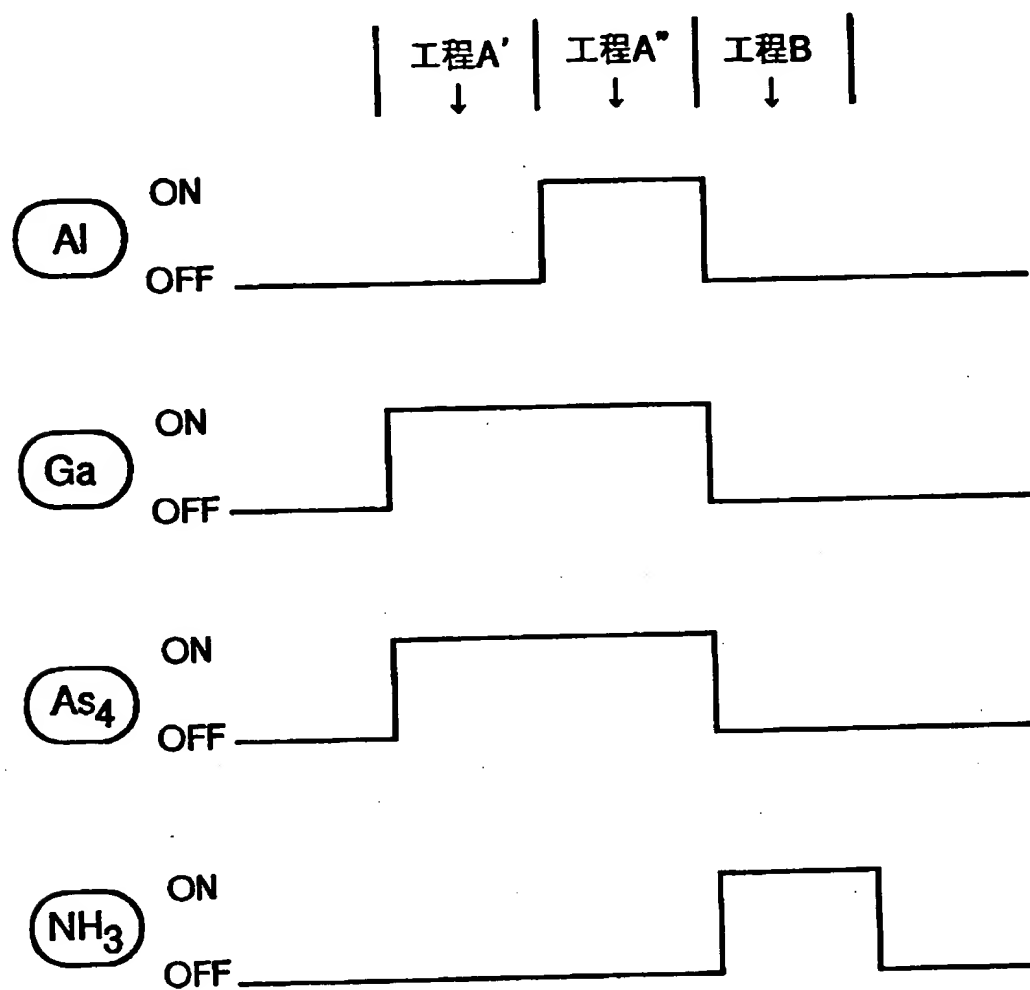 工程A' 工程A" 工程B
↓ ↓ ↓
ON
Al
OFF
ON
Ga
OFF
ON
As₄
OFF
ON
NH₃
OFF